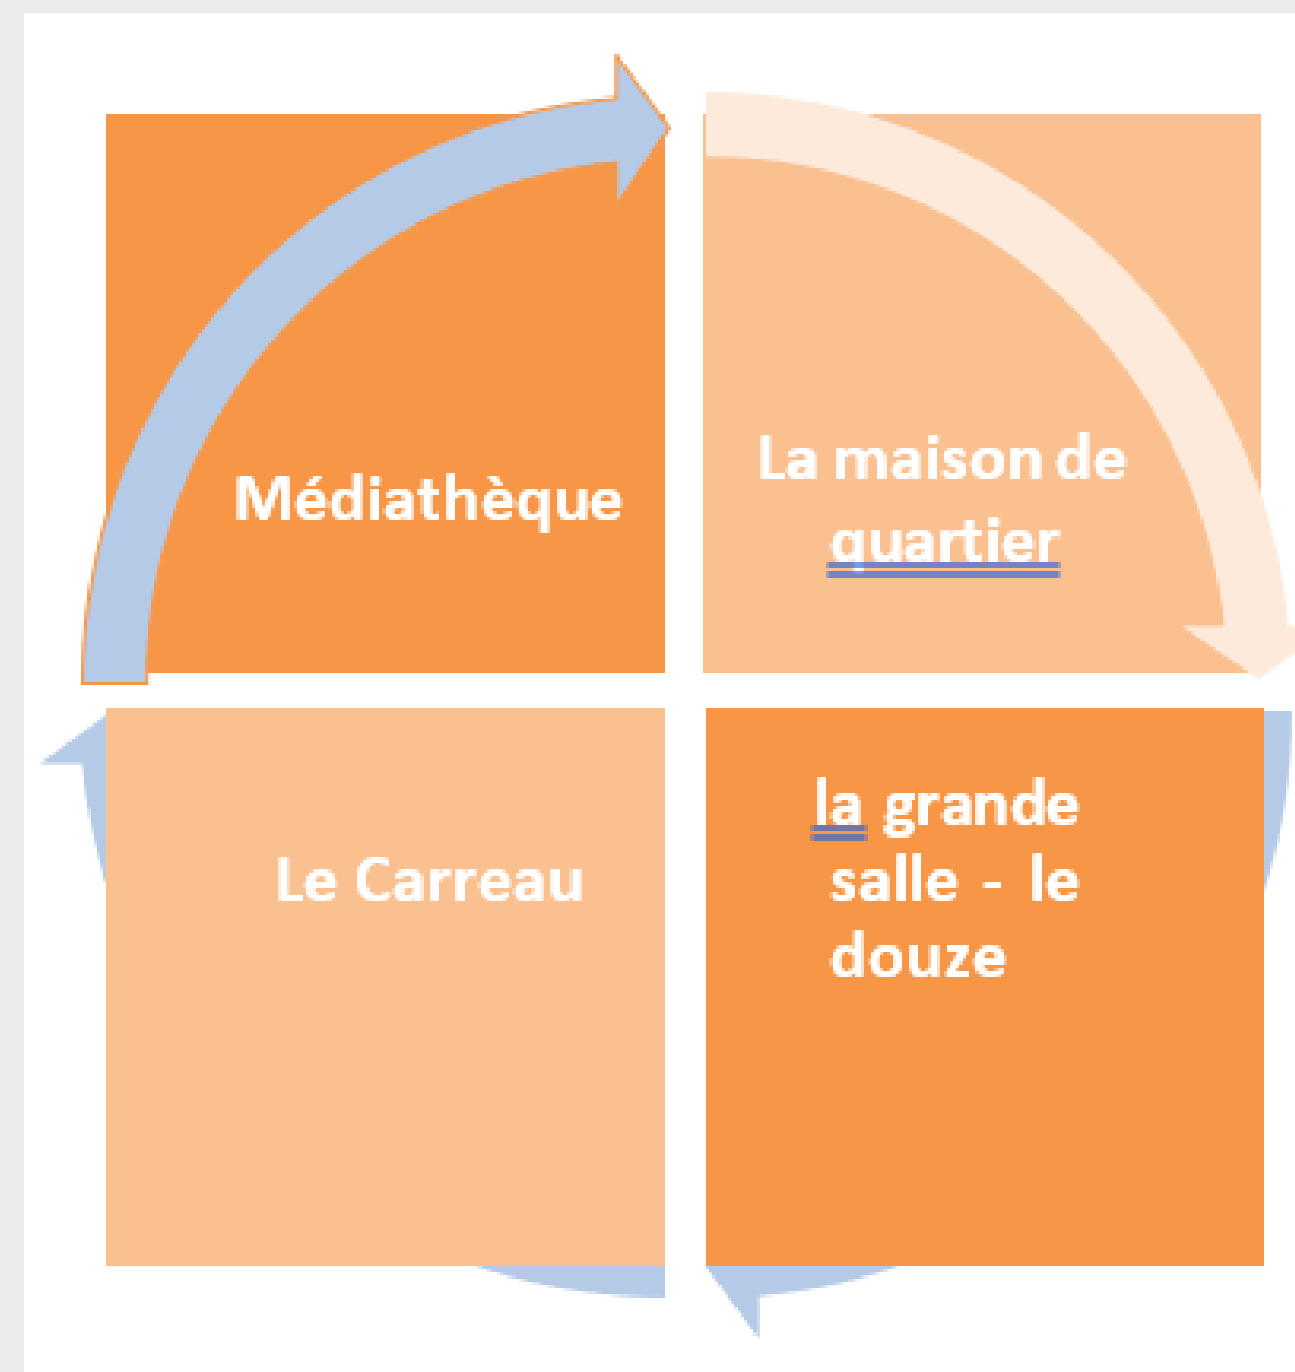 Médiathèque
La maison de
quartier
Le Carreau
la grande
salle - le
douze